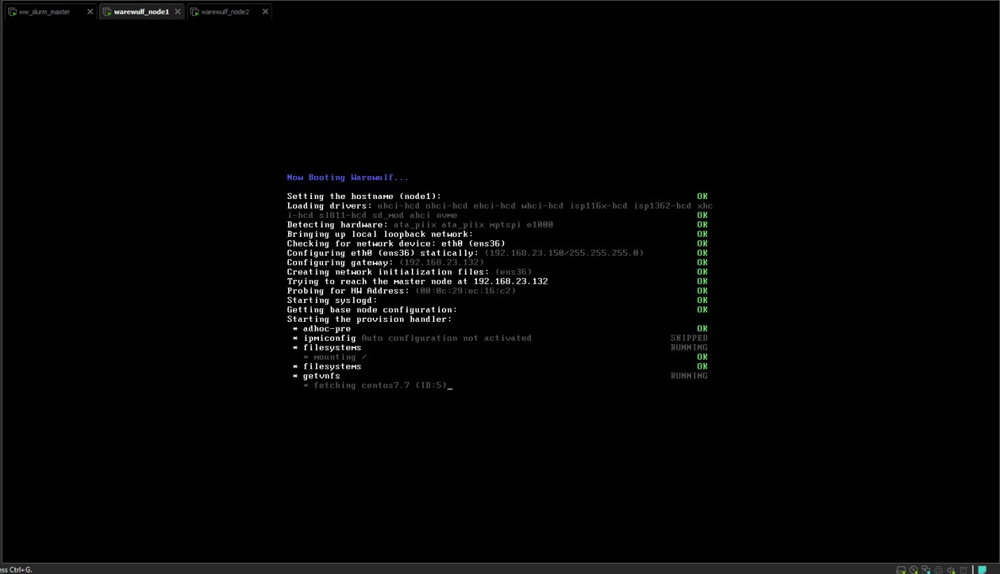 ww_slurm_master
warewulf_node1
warewulf_node2
Now Booting Warewulf...
Setting the hostname (node1): OK
Loading drivers: uhci-hcd ohci-hcd ehci-hcd whci-hcd isp116x-hcd isp1362-hcd xhc
i-hcd sl811-hcd sd_mod ahci nvme OK
Detecting hardware: ata_piix ata_piix mptspi e1000 OK
Bringing up local loopback network: OK
Checking for network device: eth0 (ens36) OK
Configuring eth0 (ens36) statically: (192.168.23.150/255.255.255.0) OK
Configuring gateway: (192.168.23.132) OK
Creating network initialization files: (ens36) OK
Trying to reach the master node at 192.168.23.132 OK
Probing for HW Address: (00:0c:29:ec:16:c2) OK
Starting syslogd: OK
Getting base node configuration: OK
Starting the provision handler:
* adhoc-pre OK
* ipmiconfig Auto configuration not activated SKIPPED
* filesystems RUNNING
* mounting / OK
* filesystems OK
* getvnfs RUNNING
* fetching centos7.7 (ID:5)_
ess Ctrl+G.